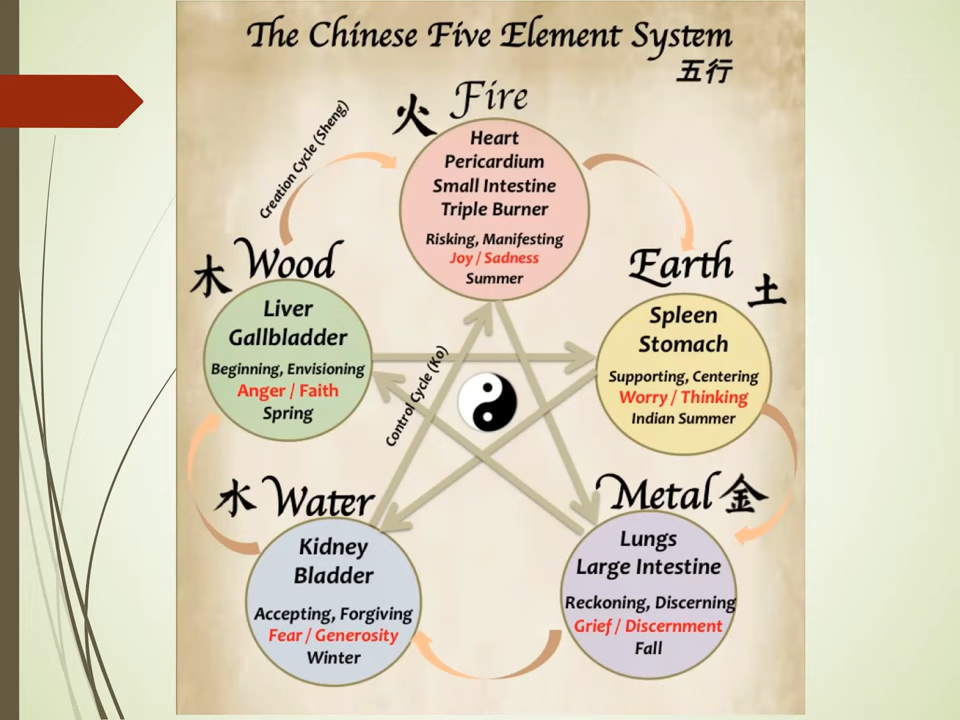 The Chinese Five Element System
五行
火 Fire
Heart
Pericardium
Small Intestine
Triple Burner
Risking, Manifesting
Joy / Sadness
Summer
Creation Cycle (Sheng)
木 Wood
Liver
Gallbladder
Beginning, Envisioning
Anger / Faith
Spring
Earth 土
Spleen
Stomach
Supporting, Centering
Worry / Thinking
Indian Summer
Control Cycle (Ko)
水 Water
Kidney
Bladder
Accepting, Forgiving
Fear / Generosity
Winter
Metal 金
Lungs
Large Intestine
Reckoning, Discerning
Grief / Discernment
Fall